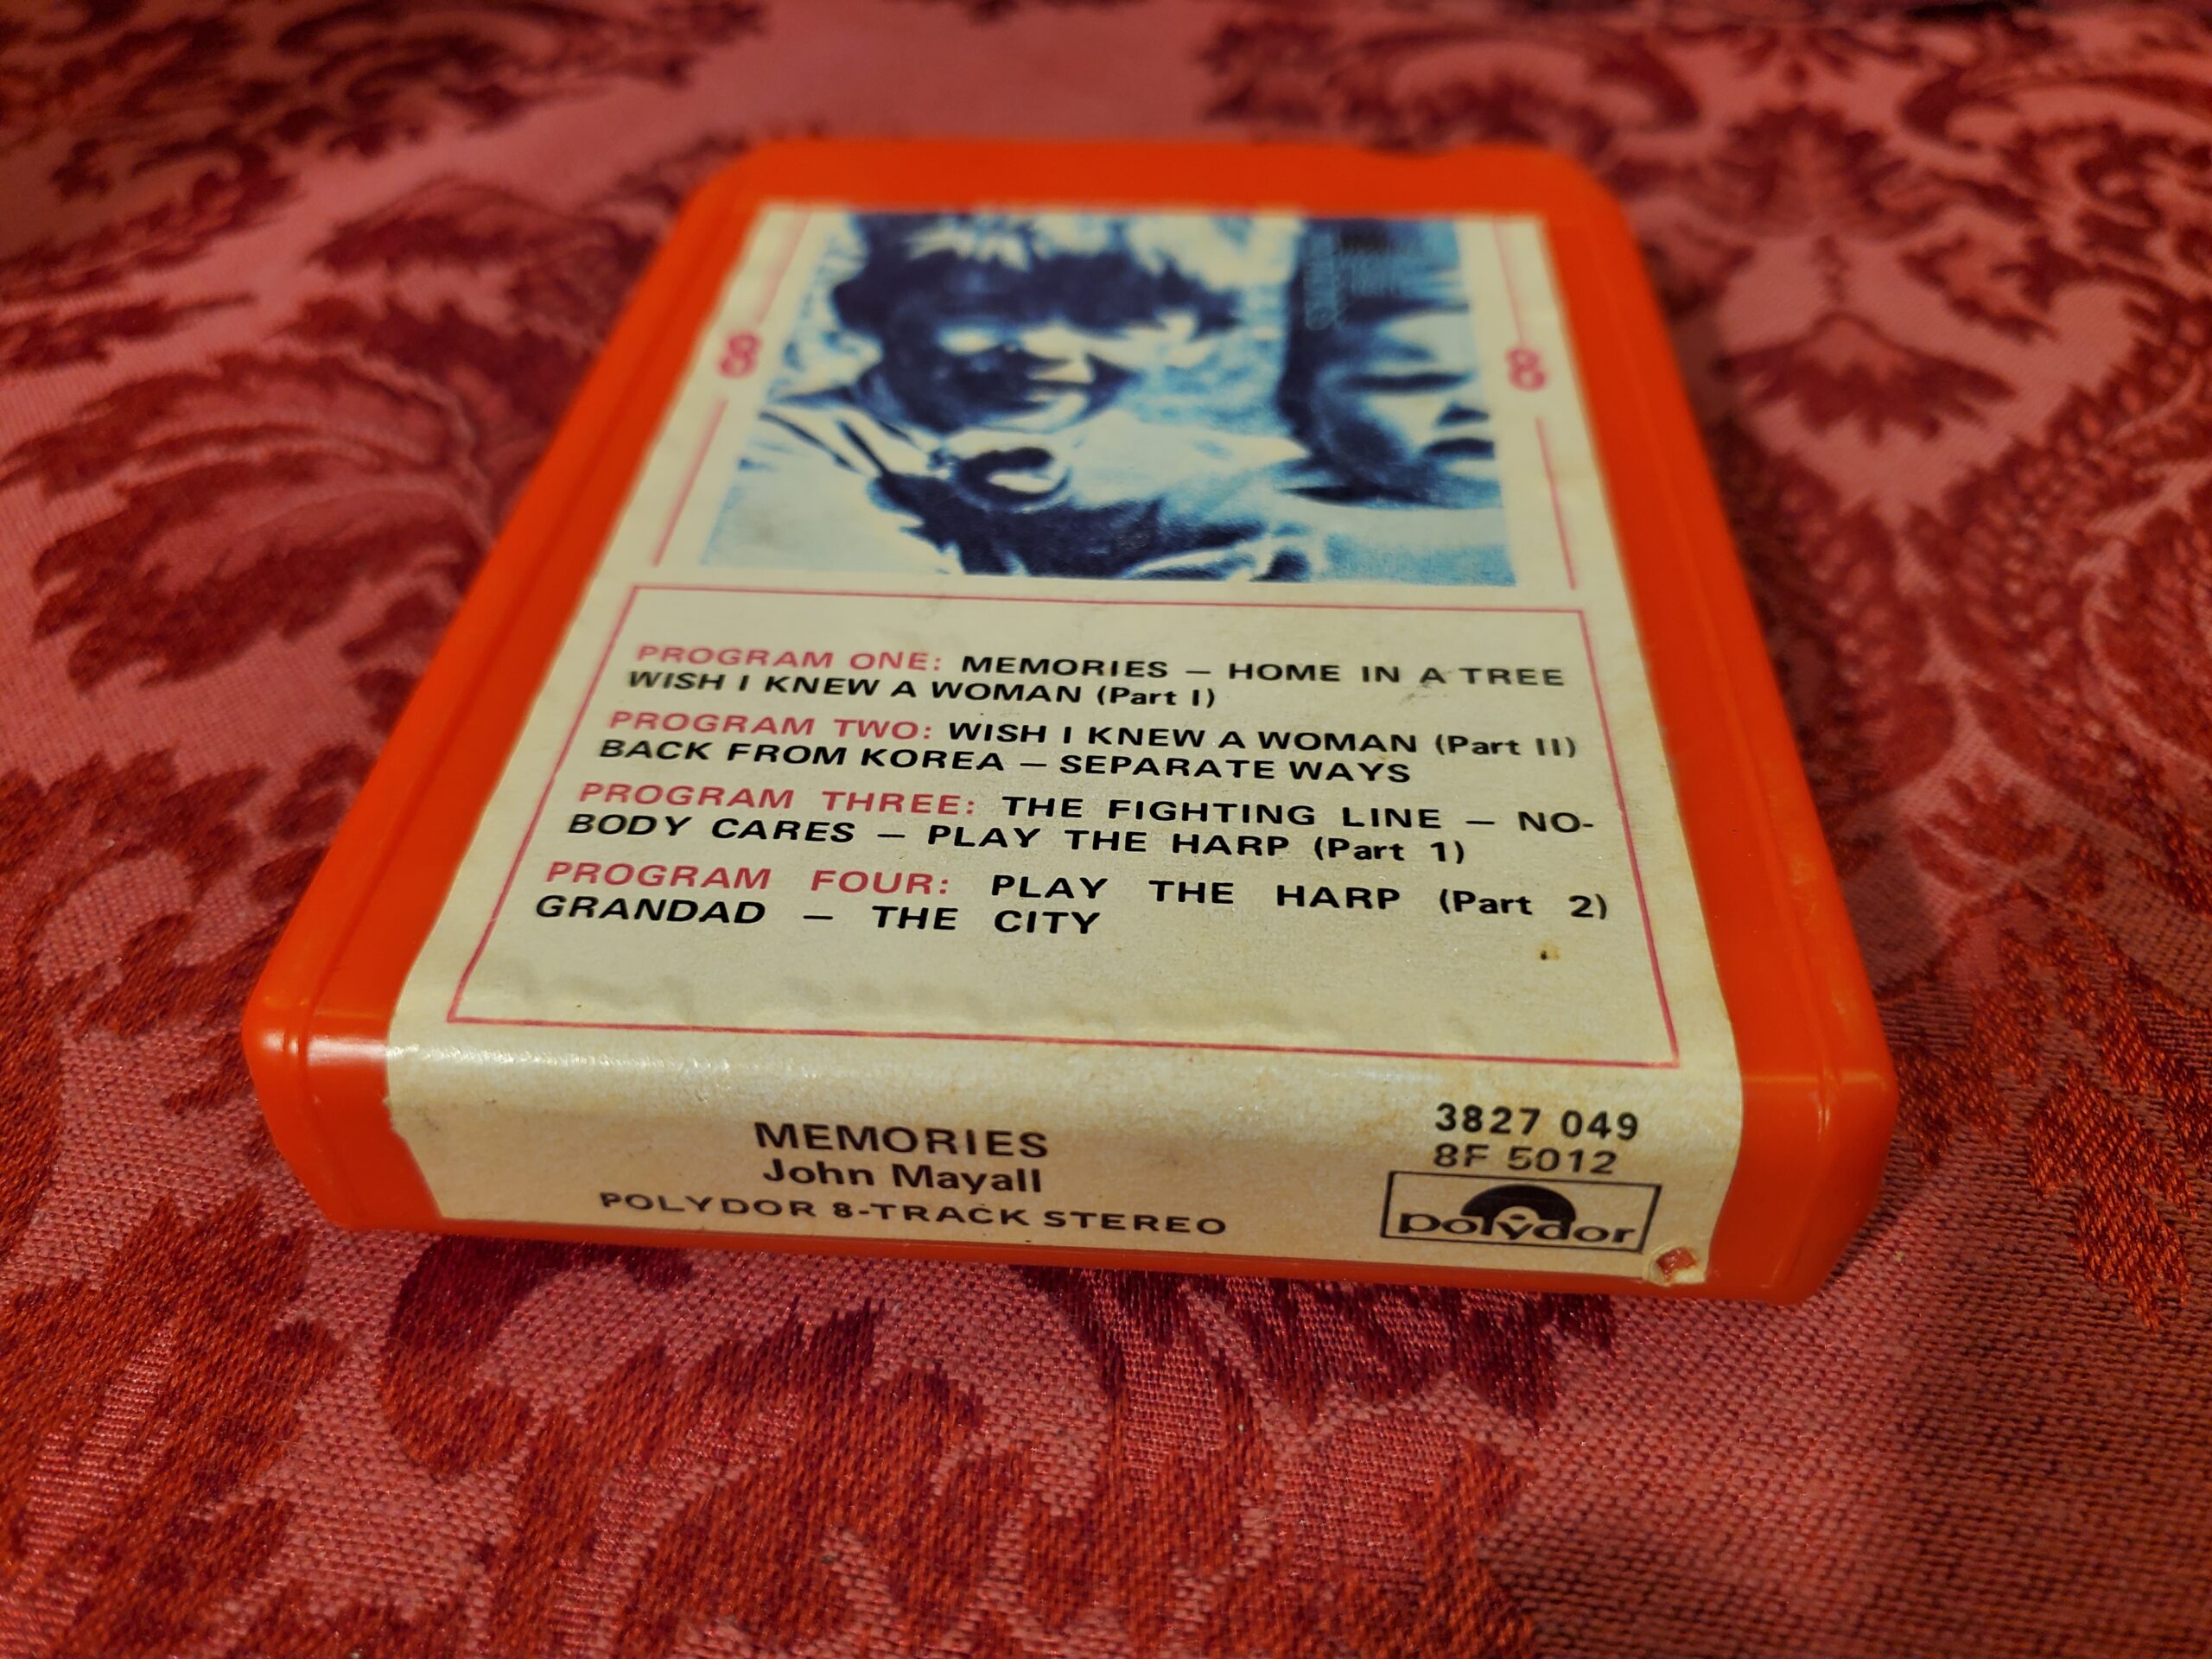 8
8
PROGRAM ONE: MEMORIES – HOME IN A TREE
WISH I KNEW A WOMAN (Part I)
PROGRAM TWO: WISH I KNEW A WOMAN (Part II)
BACK FROM KOREA – SEPARATE WAYS
PROGRAM THREE: THE FIGHTING LINE – NO-
BODY CARES – PLAY THE HARP (Part 1)
PROGRAM FOUR: PLAY THE HARP (Part 2)
GRANDAD – THE CITY
MEMORIES
John Mayall
POLYDOR 8-TRACK STEREO
3827 049
8F 5012
polydor